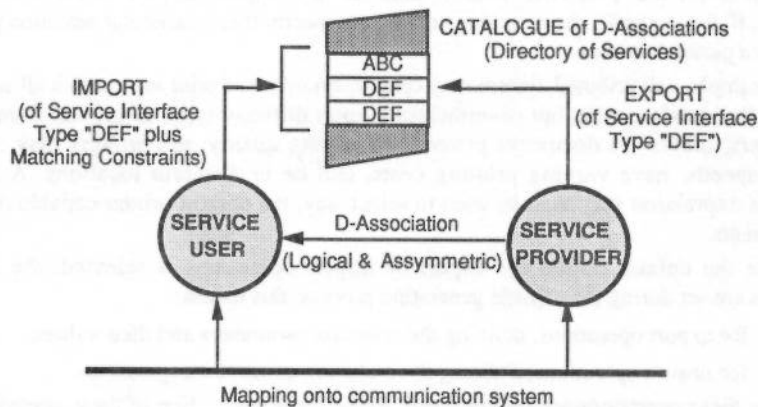 CATALOGUE of D-Associations
(Directory of Services)
ABC
DEF
DEF
IMPORT
(of Service Interface
Type "DEF" plus
Matching Constraints)
EXPORT
(of Service Interface
Type "DEF")
SERVICE
USER
D-Association
(Logical & Assymmetric)
SERVICE
PROVIDER
Mapping onto communication system